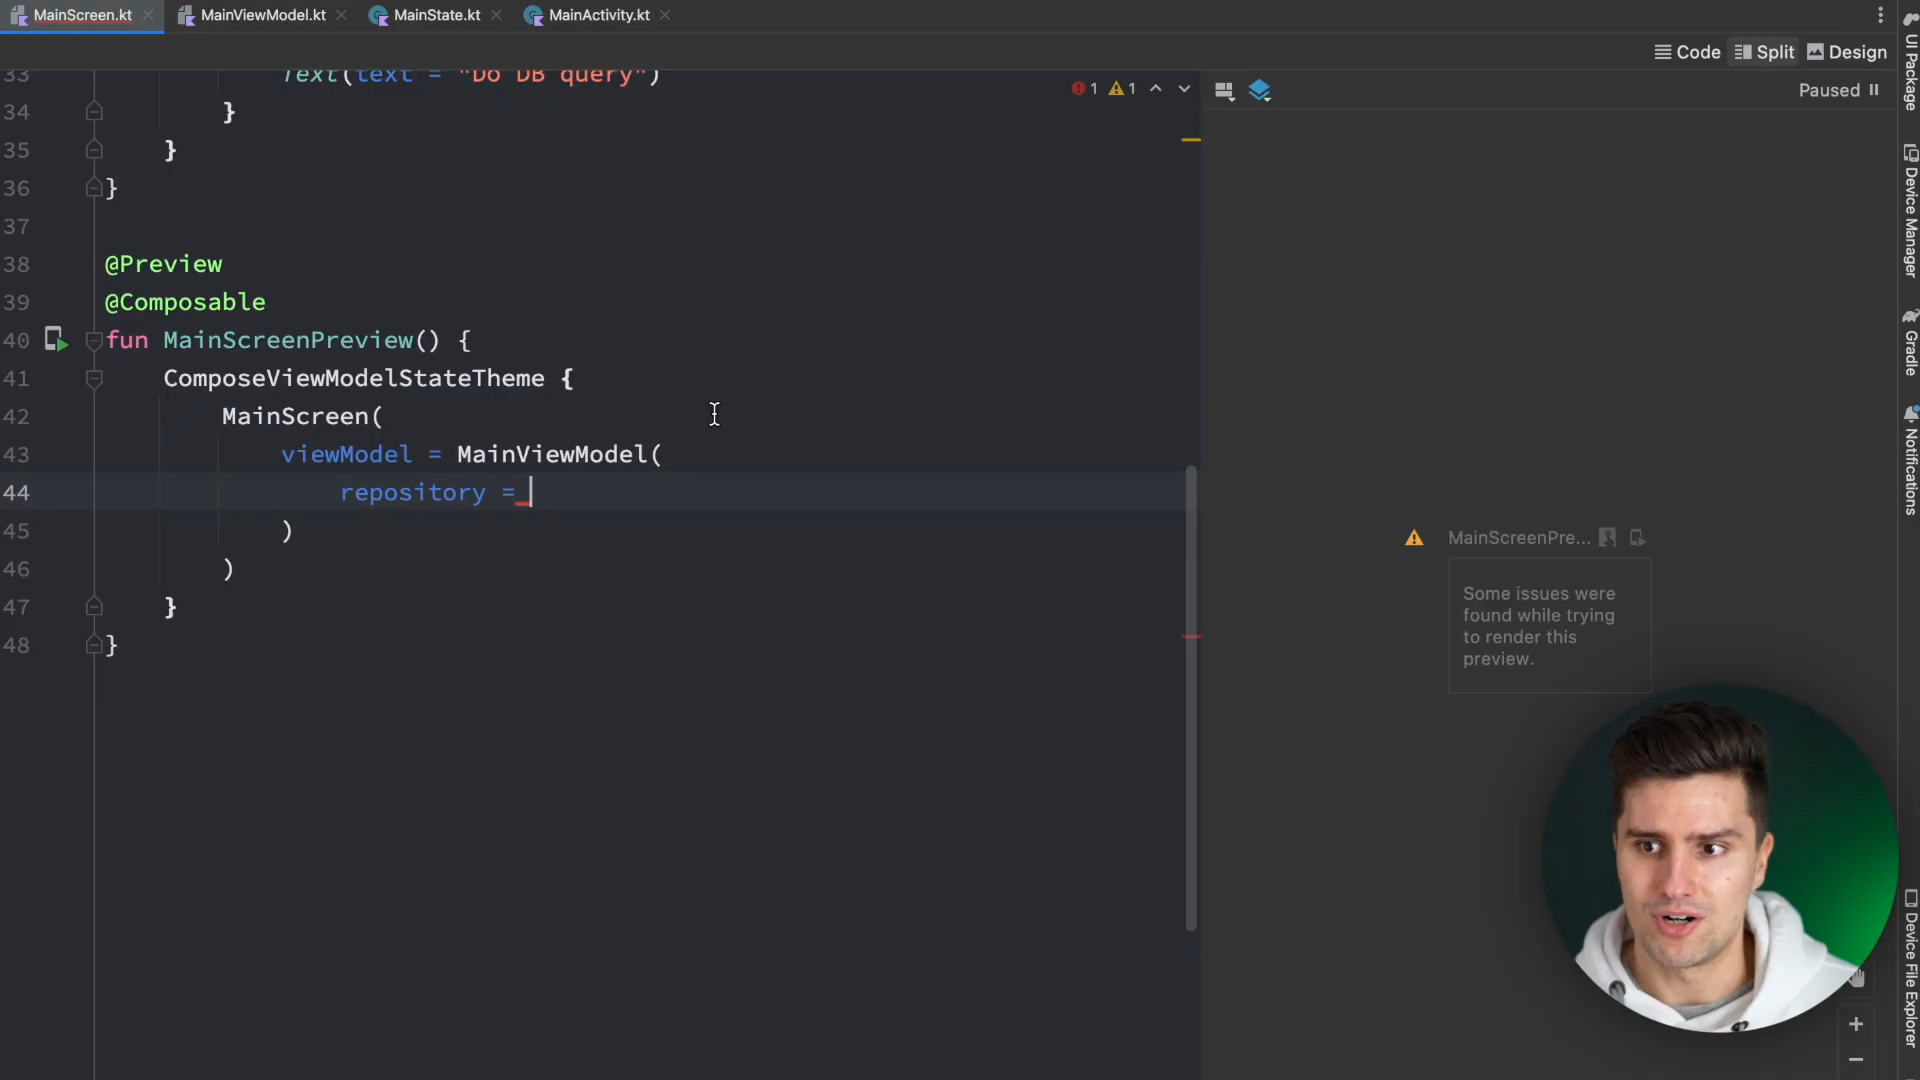 MainScreen.kt
MainViewModel.kt
MainState.kt
MainActivity.kt
Code
Split
Design
1
1
Paused
33 Text(text = "Do DB query")
34 }
35 }
36 }
37
38 @Preview
39 @Composable
40 fun MainScreenPreview() {
41 ComposeViewModelStateTheme {
42 MainScreen(
43 viewModel = MainViewModel(
44 repository =
45 )
46 )
47 }
48 }
MainScreenPre...
Some issues were
found while trying
to render this
preview.
UI Package
Device Manager
Gradle
Notifications
Device File Explorer